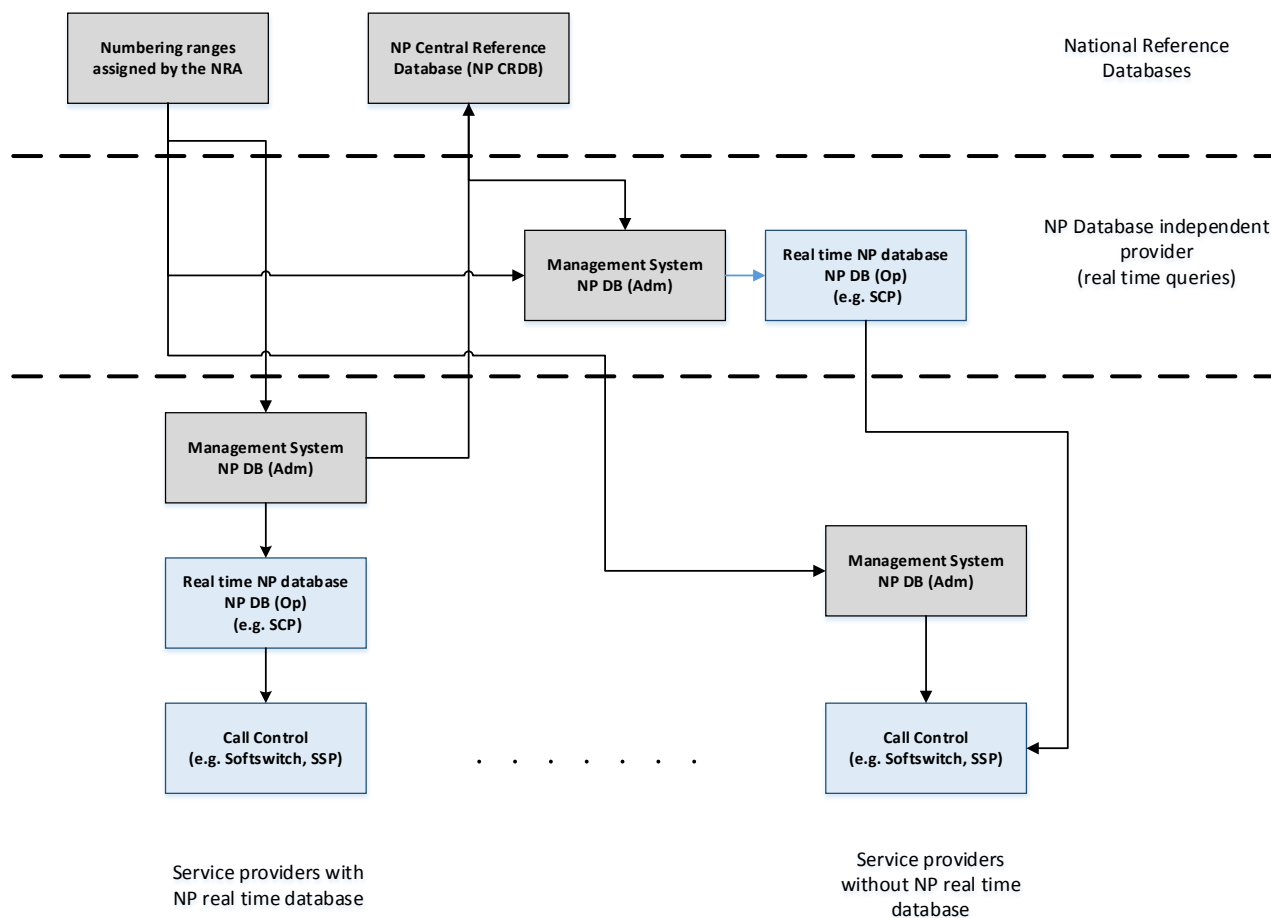 Numbering ranges
assigned by the NRA
NP Central Reference
Database (NP CRDB)
National Reference
Databases
NP Database independent
provider
(real time queries)
Management System
NP DB (Adm)
Real time NP database
NP DB (Op)
(e.g. SCP)
Management System
NP DB (Adm)
Real time NP database
NP DB (Op)
(e.g. SCP)
Management System
NP DB (Adm)
Call Control
(e.g. Softswitch, SSP)
. . . . . . .
Call Control
(e.g. Softswitch, SSP)
Service providers with
NP real time database
Service providers
without NP real time
database